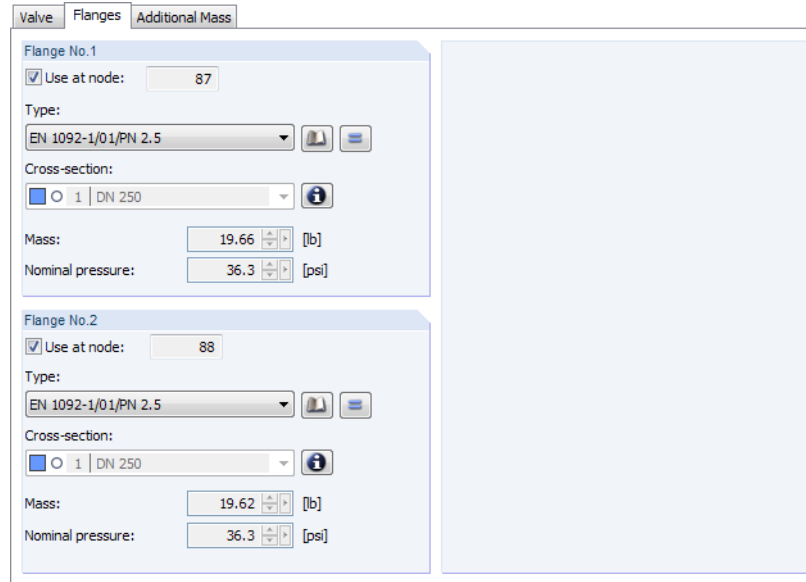 Valve Flanges Additional Mass
Flange No.1
Use at node: 87
Type:
EN 1092-1/01/PN 2.5
Cross-section:
1 | DN 250
Mass: 19.66 [lb]
Nominal pressure: 36.3 [psi]
Flange No.2
Use at node: 88
Type:
EN 1092-1/01/PN 2.5
Cross-section:
1 | DN 250
Mass: 19.62 [lb]
Nominal pressure: 36.3 [psi]